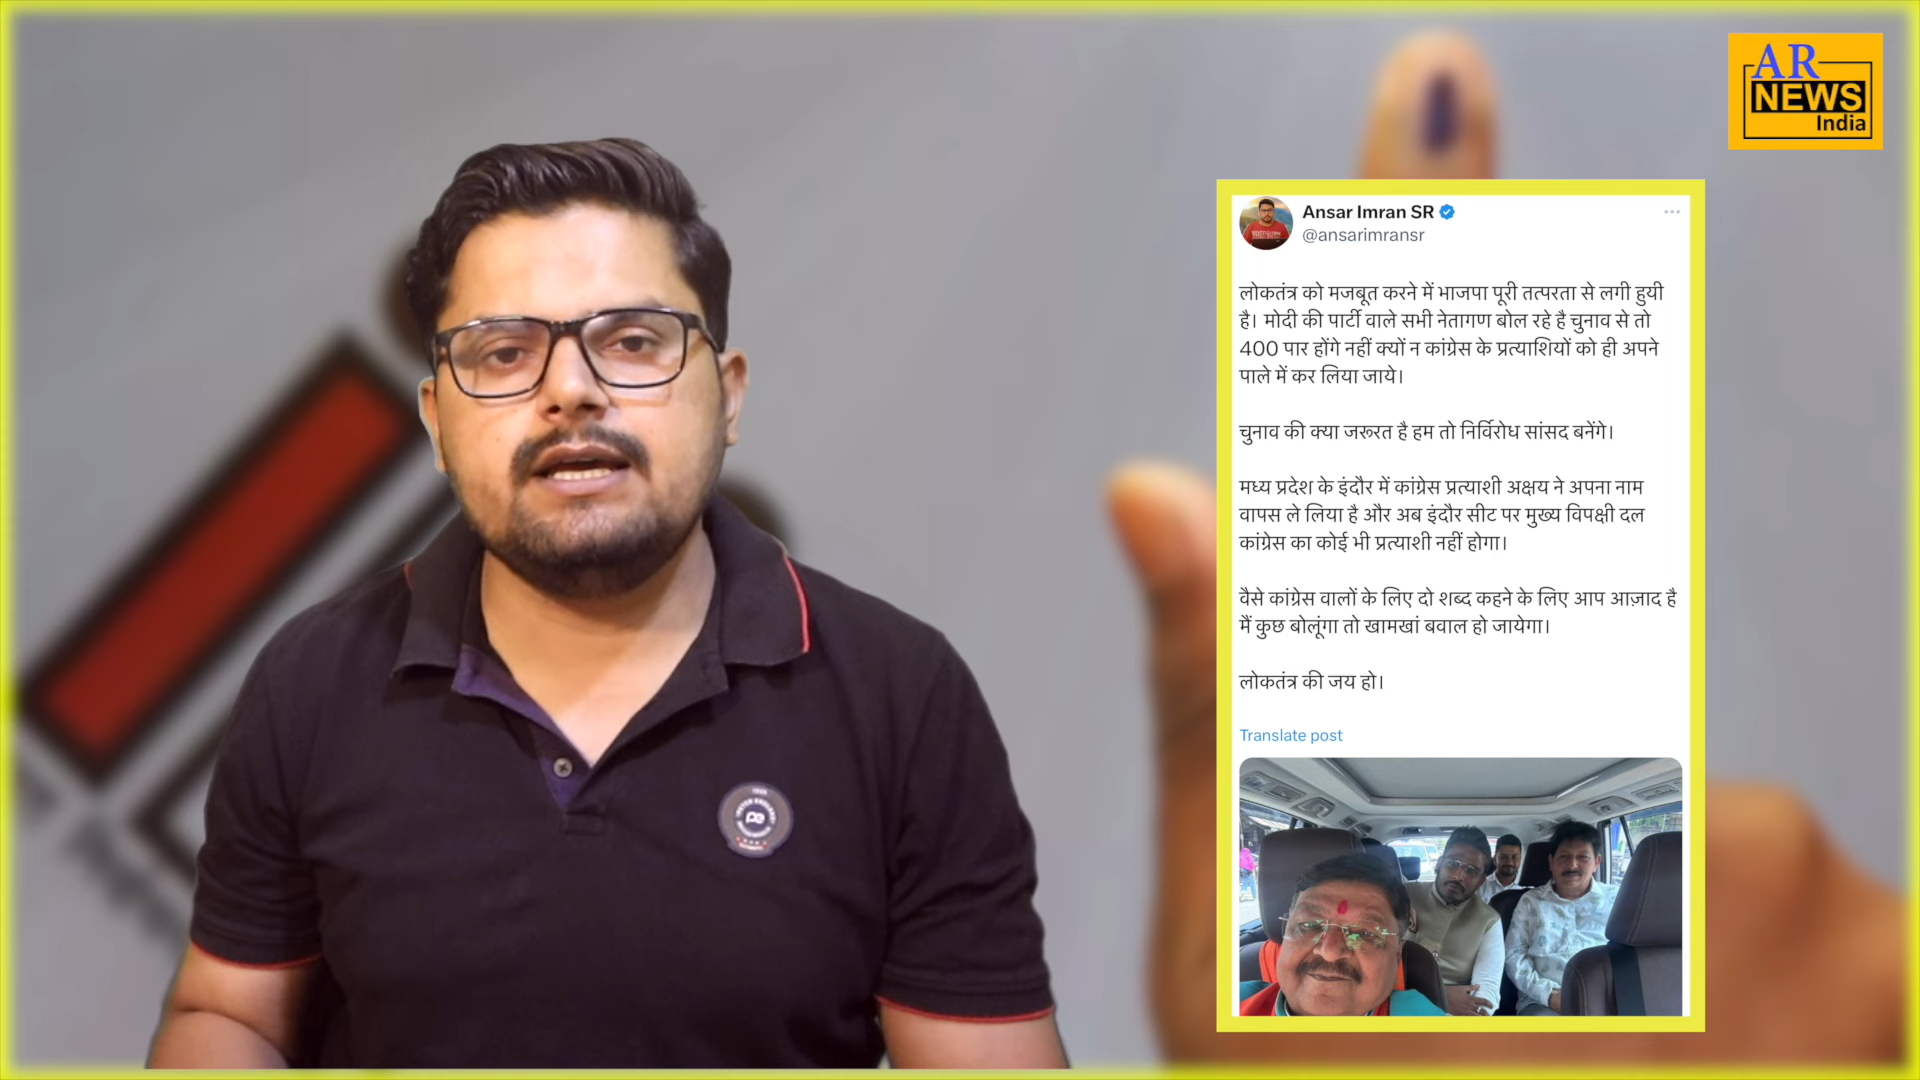 AR
NEWS
India
Ansar Imran SR
@ansarimransr
लोकतंत्र को मजबूत करने में भाजपा पूरी तत्परता से लगी हुयी
है। मोदी की पार्टी वाले सभी नेतागण बोल रहे है चुनाव से तो
400 पार होंगे नहीं क्यों न कांग्रेस के प्रत्याशियों को ही अपने
पाले में कर लिया जाये।
चुनाव की क्या जरूरत है हम तो निर्विरोध सांसद बनेंगे।
मध्य प्रदेश के इंदौर में कांग्रेस प्रत्याशी अक्षय ने अपना नाम
वापस ले लिया है और अब इंदौर सीट पर मुख्य विपक्षी दल
कांग्रेस का कोई भी प्रत्याशी नहीं होगा।
वैसे कांग्रेस वालों के लिए दो शब्द कहने के लिए आप आज़ाद है
मैं कुछ बोलूंगा तो खामखां बवाल हो जायेगा।
लोकतंत्र की जय हो।
Translate post